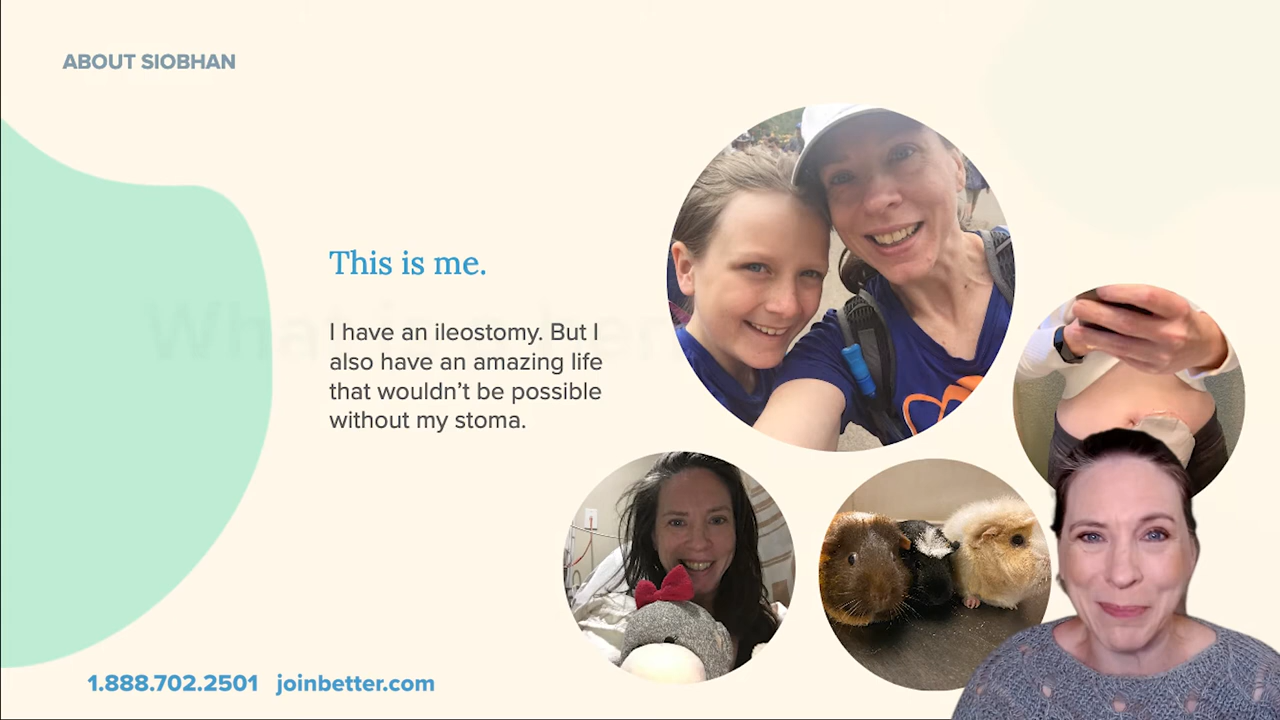 ABOUT SIOBHAN
This is me.
I have an ileostomy. But I
also have an amazing life
that wouldn’t be possible
without my stoma.
1.888.702.2501 joinbetter.com